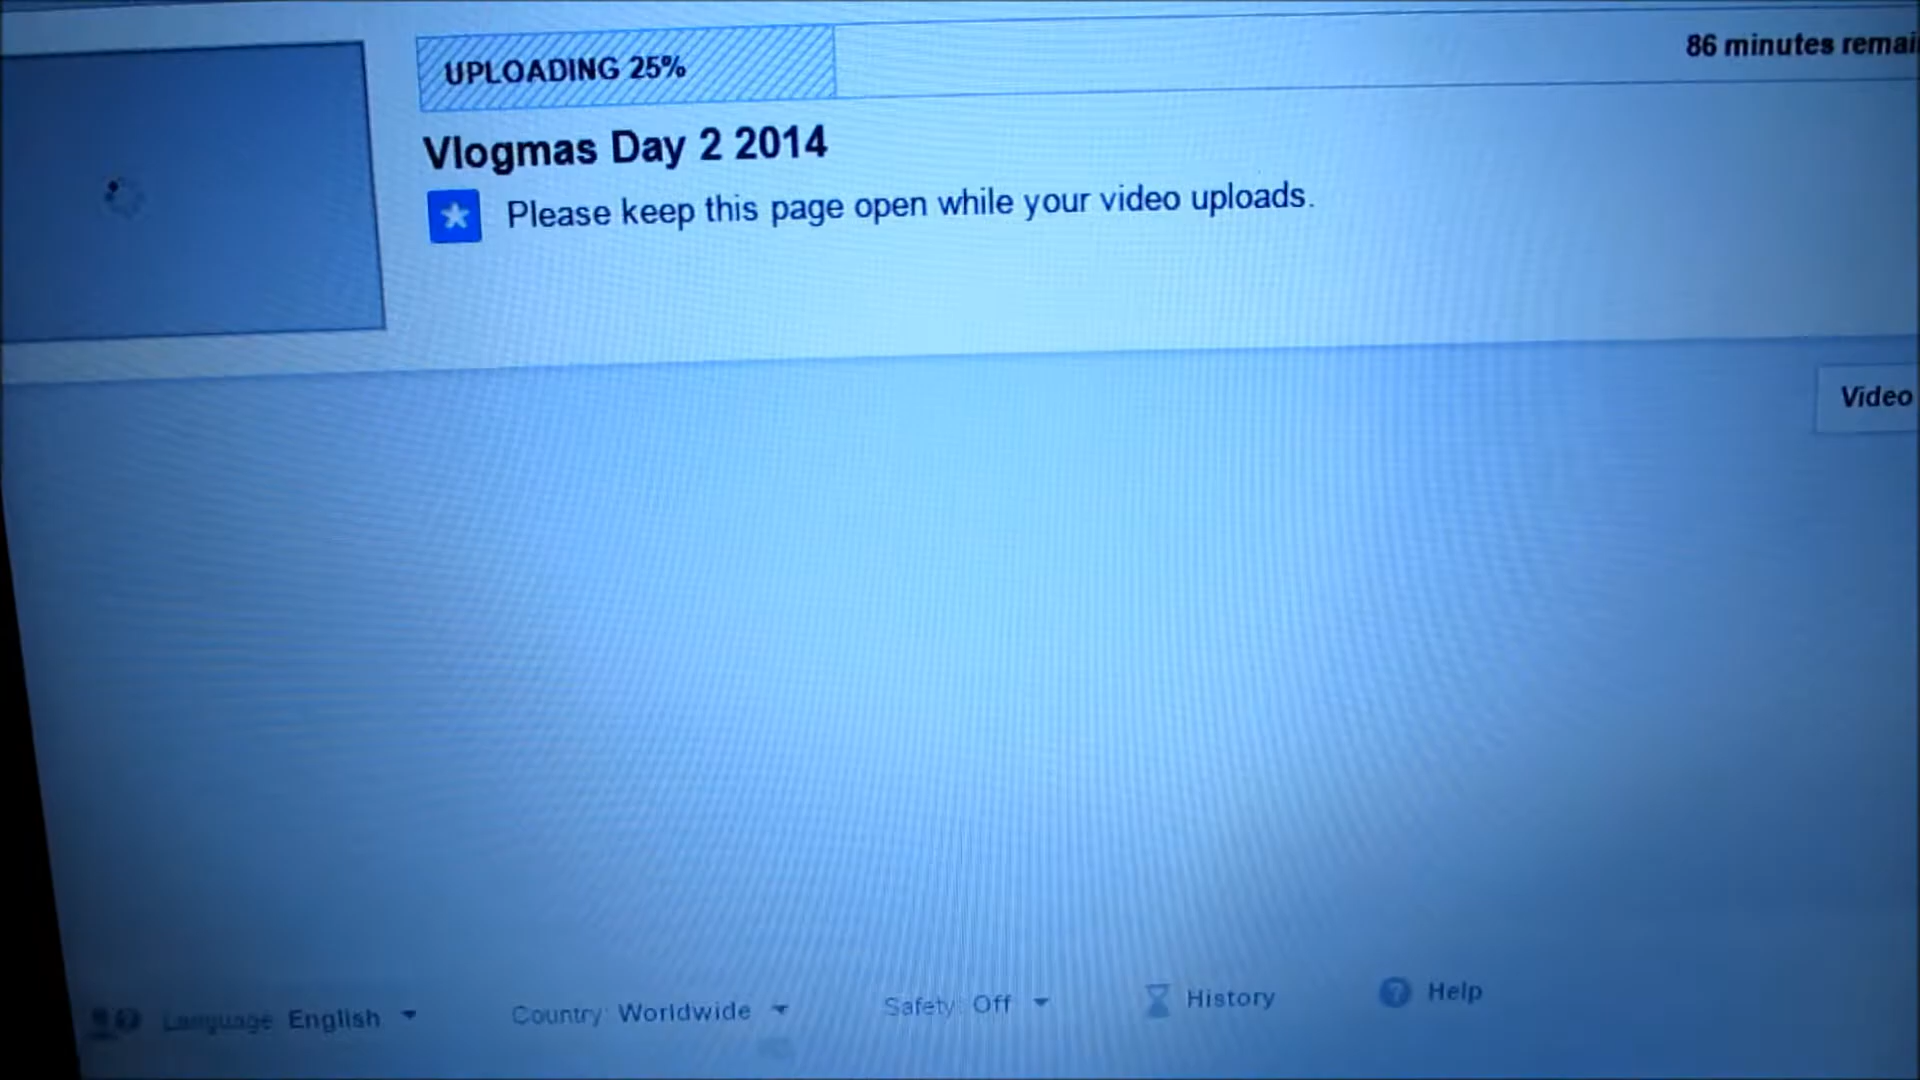 UPLOADING 25%
86 minutes remai
Vlogmas Day 2 2014
Please keep this page open while your video uploads.
Video
Language: English
Country: Worldwide
Safety: Off
History
Help